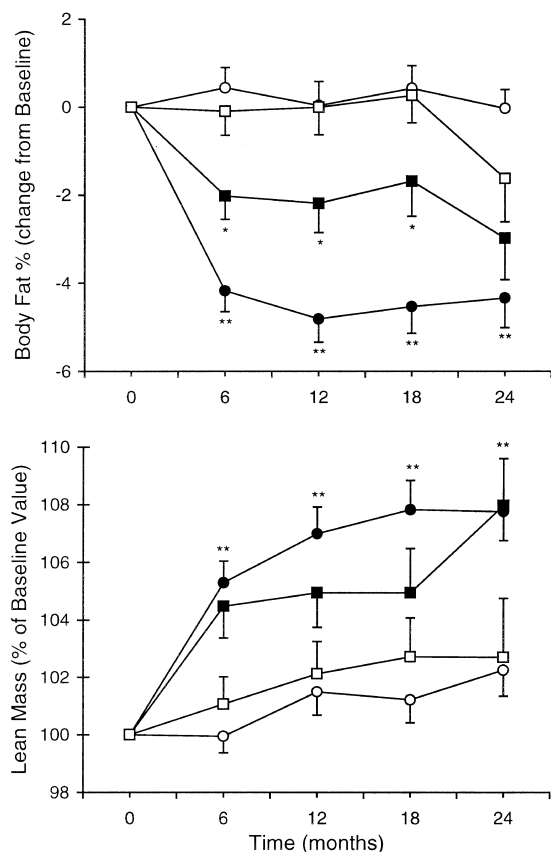 2
0
-2
-4
-6
Body Fat % (change from Baseline)
* * *
** ** ** **
0 6 12 18 24
110
108
106
104
102
100
98
Lean Mass (% of Baseline Value)
** ** ** **
0 6 12 18 24
Time (months)